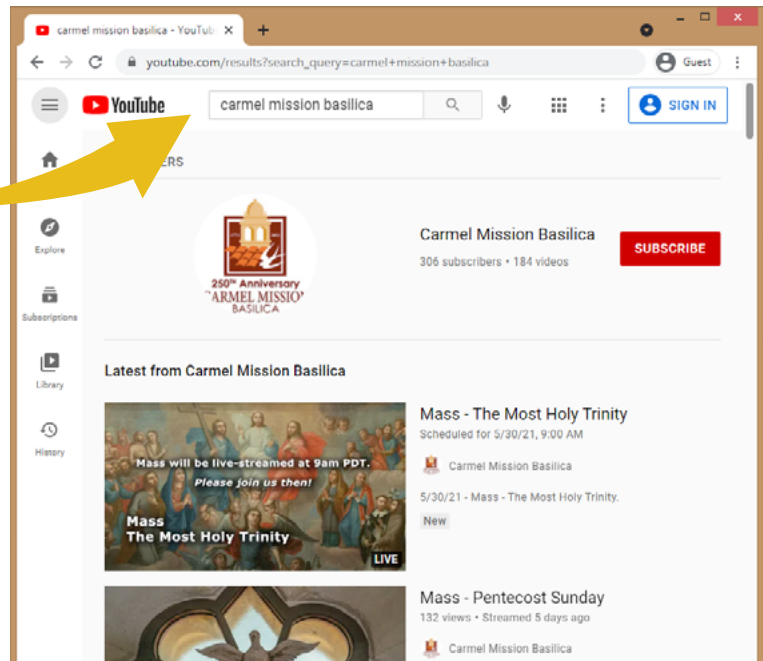 carmel mission basilica - YouTub
youtube.com/results?search_query=carmel+mission+basilica
Guest
YouTube
carmel mission basilica
SIGN IN
ERS
Explore
Subscriptions
Library
History
250TH Anniversary
CARMEL MISSION
BASILICA
Carmel Mission Basilica
306 subscribers • 184 videos
SUBSCRIBE
Latest from Carmel Mission Basilica
Mass will be live-streamed at 9am PDT.
Please join us then!
Mass
The Most Holy Trinity
LIVE
Mass - The Most Holy Trinity
Scheduled for 5/30/21, 9:00 AM
Carmel Mission Basilica
5/30/21 - Mass - The Most Holy Trinity.
New
Mass - Pentecost Sunday
132 views • Streamed 5 days ago
Carmel Mission Basilica